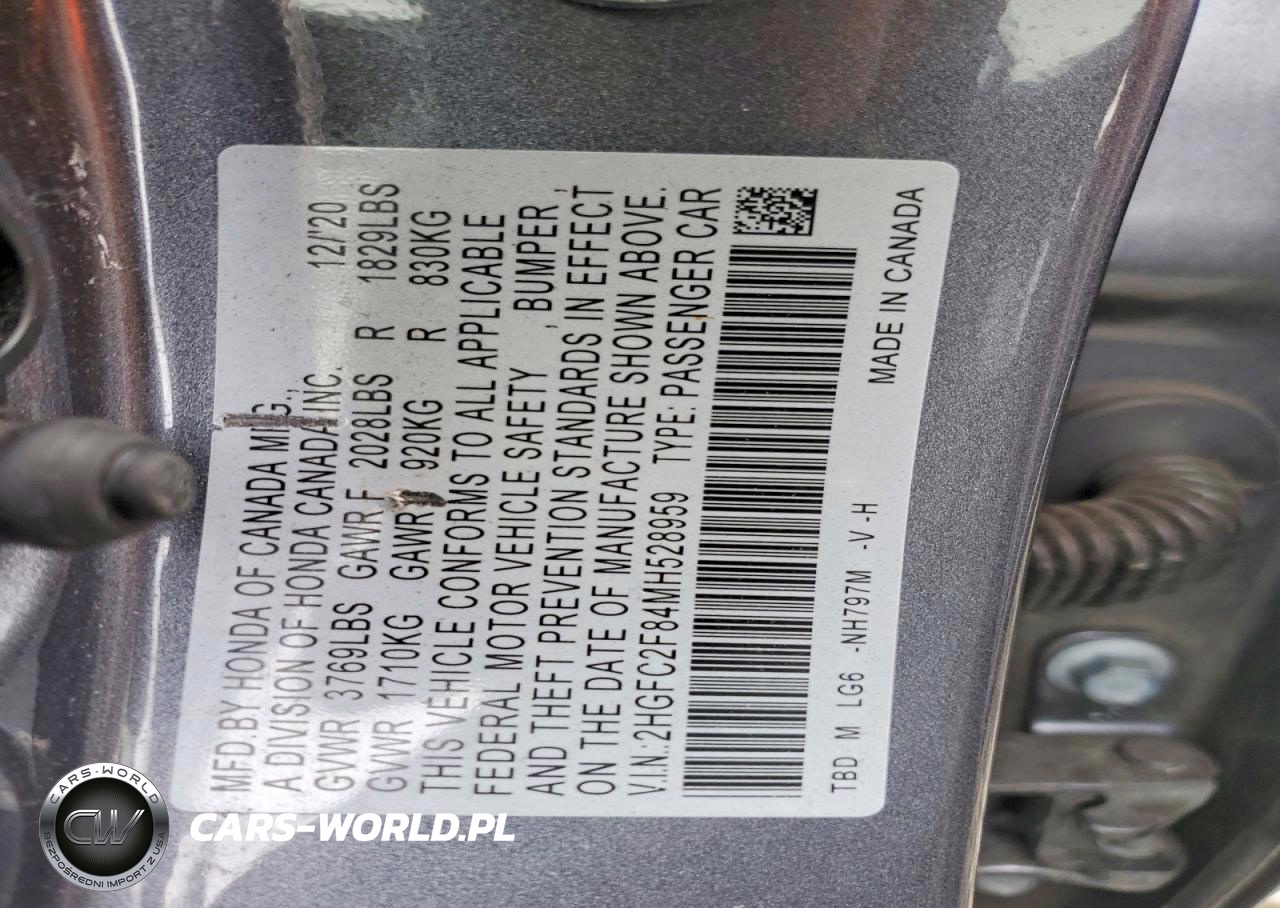 MFD.BY HONDA OF CANADA MFG.,
A DIVISION OF HONDA CANADA INC. 12/'20
GVWR 3769LBS GAWR F 2028LBS R 1829LBS
GVWR 1710KG GAWR 920KG R 830KG
THIS VEHICLE CONFORMS TO ALL APPLICABLE
FEDERAL MOTOR VEHICLE SAFETY , BUMPER ,
AND THEFT PREVENTION STANDARDS IN EFFECT
ON THE DATE OF MANUFACTURE SHOWN ABOVE.
V.I.N.:2HGFC2F84MH528959 TYPE: PASSENGER CAR
TBD M LG6 -NH797M -V -H MADE IN CANADA
CARS-WORLD
CW
BEZPOŚREDNI IMPORT Z USA
CARS-WORLD.PL